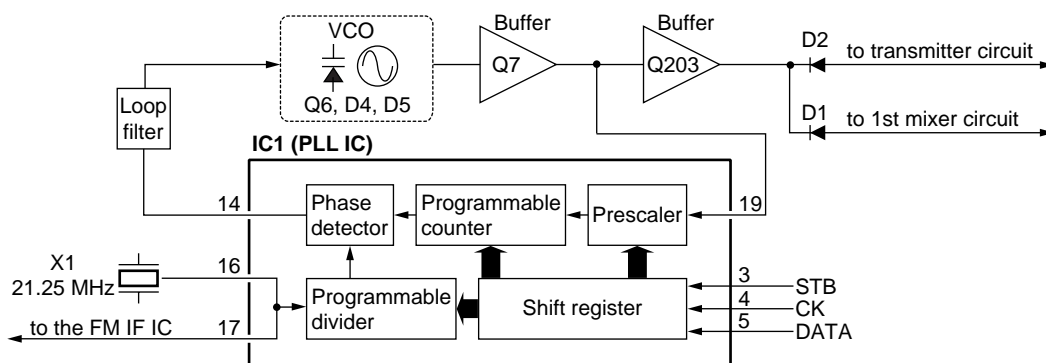 Buffer
Buffer
VCO
D2
to transmitter circuit
Q7
Q203
Q6, D4, D5
D1
to 1st mixer circuit
Loop
filter
IC1 (PLL IC)
14
Phase
detector
Programmable
counter
Prescaler
19
X1
21.25 MHz
16
Programmable
divider
Shift register
3
STB
4
CK
5
DATA
to the FM IF IC
17